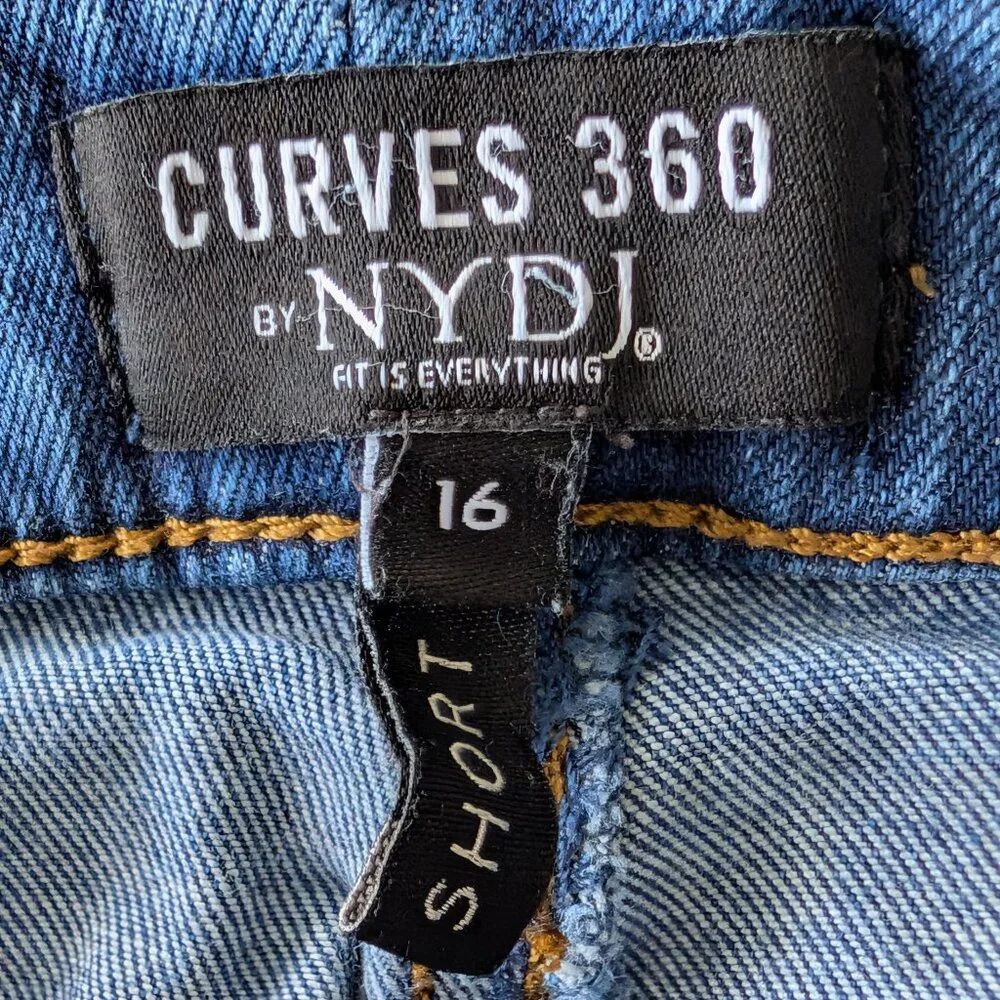 CURVES 360
BY NYDJ®
FIT IS EVERYTHING
16
SHORT